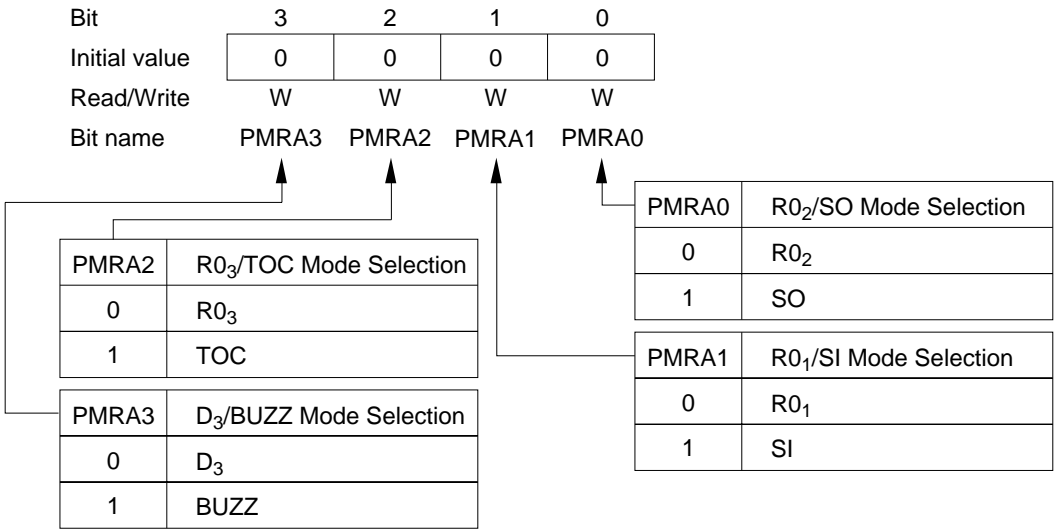 Bit 3 2 1 0
Initial value 0 0 0 0
Read/Write W W W W
Bit name PMRA3 PMRA2 PMRA1 PMRA0
PMRA2 R0₃/TOC Mode Selection
0 R0₃
1 TOC
PMRA3 D₃/BUZZ Mode Selection
0 D₃
1 BUZZ
PMRA0 R0₂/SO Mode Selection
0 R0₂
1 SO
PMRA1 R0₁/SI Mode Selection
0 R0₁
1 SI